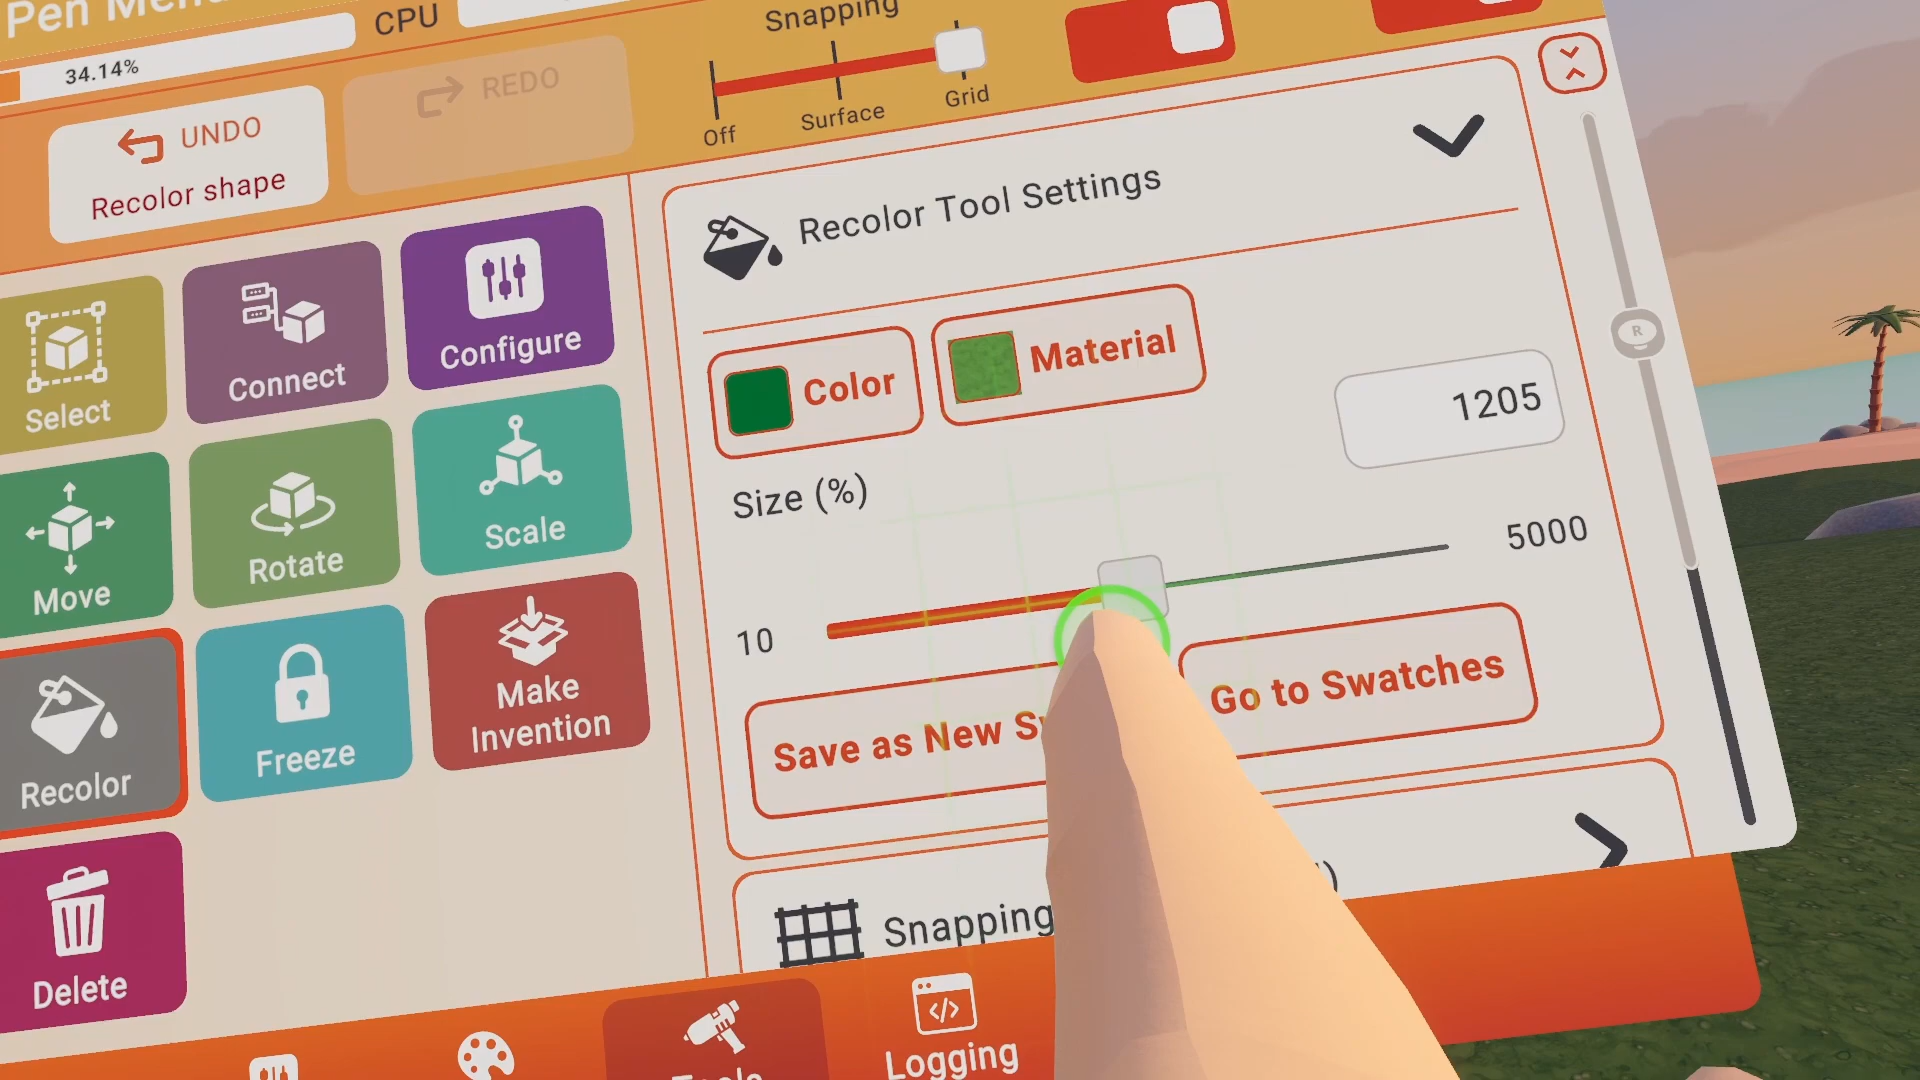 Pen Menu
CPU
34.14%
UNDO
Recolor shape
REDO
Snapping
Off
Surface
Grid
Select
Connect
Configure
Move
Rotate
Scale
Recolor
Freeze
Make
Invention
Delete
Recolor Tool Settings
Color
Material
1205
Size (%)
10
5000
Save as New
Go to Swatches
Snapping
R
Tools
Logging